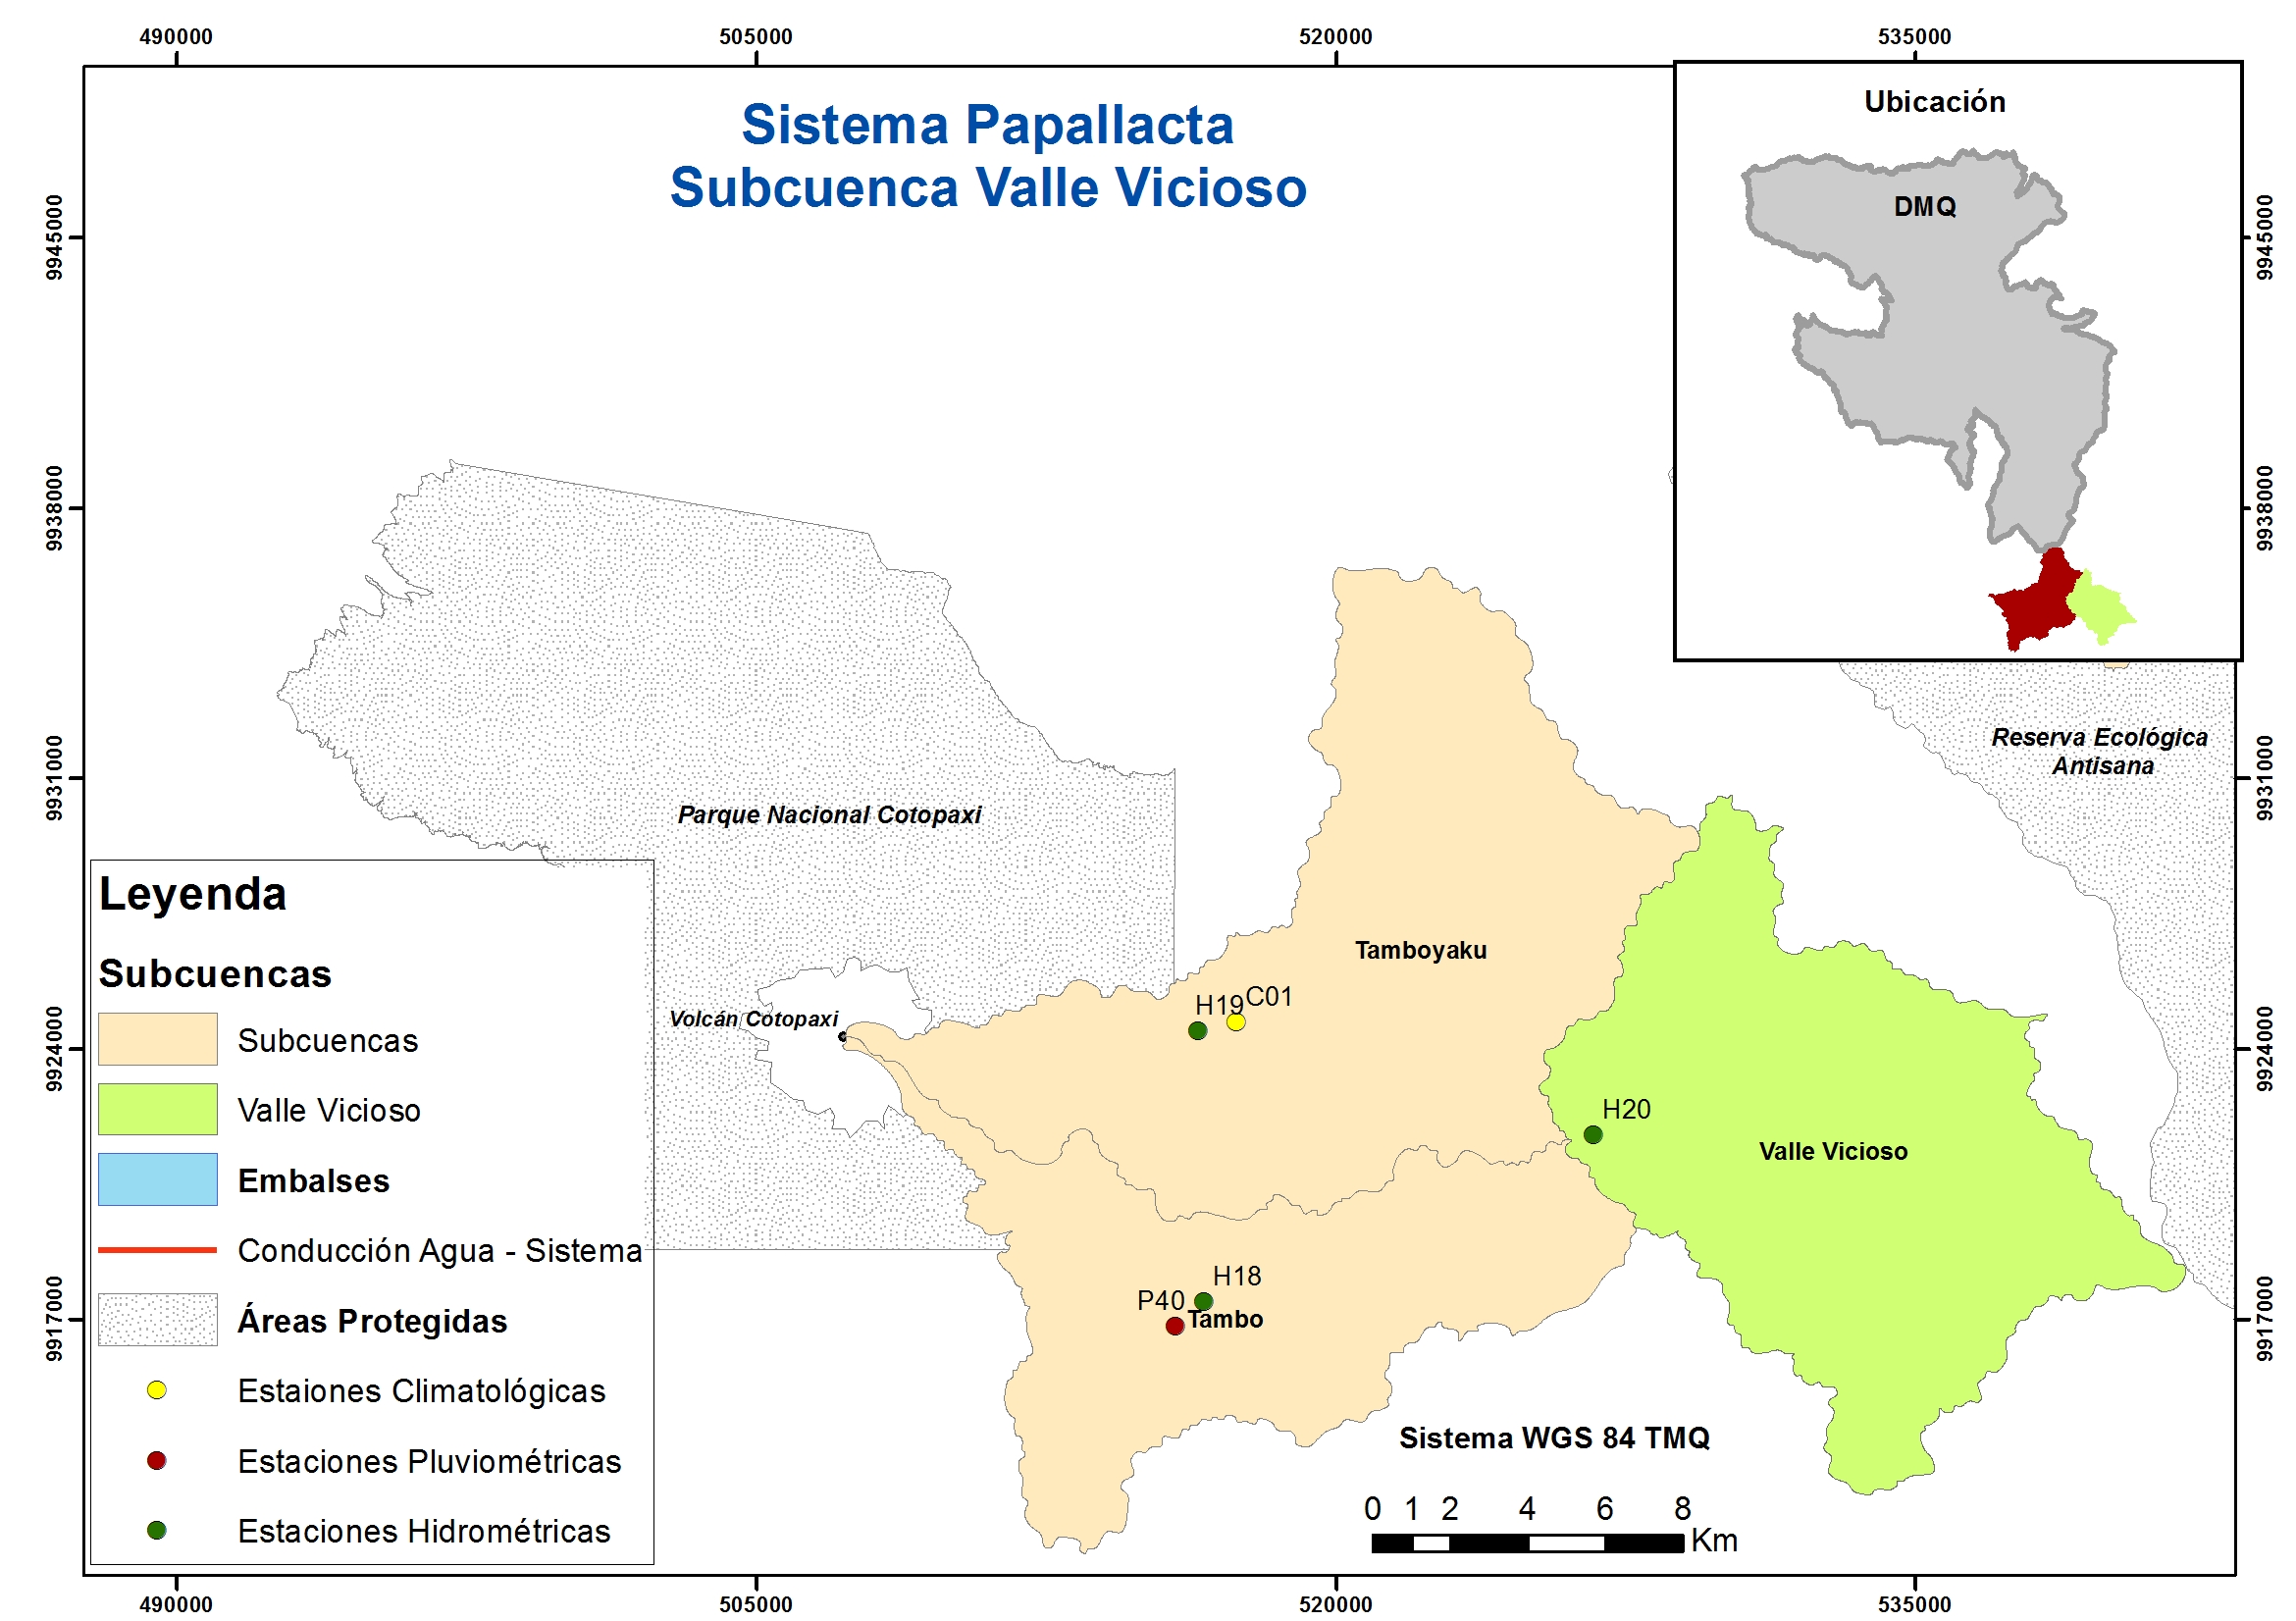 490000
505000
520000
535000
Sistema Papallacta
Subcuenca Valle Vicioso
Ubicación
DMQ
9945000
9945000
9938000
9938000
Reserva Ecológica
Antisana
9931000
9931000
Parque Nacional Cotopaxi
Tamboyaku
H19
C01
Volcán Cotopaxi
9924000
9924000
H20
Valle Vicioso
H18
P40
Tambo
9917000
9917000
Leyenda
Subcuencas
Subcuencas
Valle Vicioso
Embalses
Conducción Agua - Sistema
Áreas Protegidas
Estaiones Climatológicas
Estaciones Pluviométricas
Estaciones Hidrométricas
Sistema WGS 84 TMQ
0 1 2 4 6 8
Km
490000
505000
520000
535000